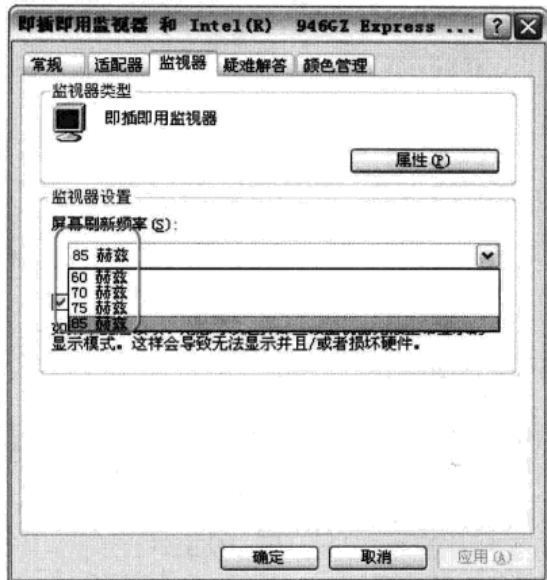 即插即用监视器 和 Intel(R) 946GZ Express ...
常规 适配器 监视器 疑难解答 颜色管理
监视器类型
即插即用监视器
属性(P)
监视器设置
屏幕刷新频率(S):
85 赫兹
60 赫兹
70 赫兹
75 赫兹
85 赫兹
显示模式。这样会导致无法显示并且/或者损坏硬件。
确定 取消 应用(A)